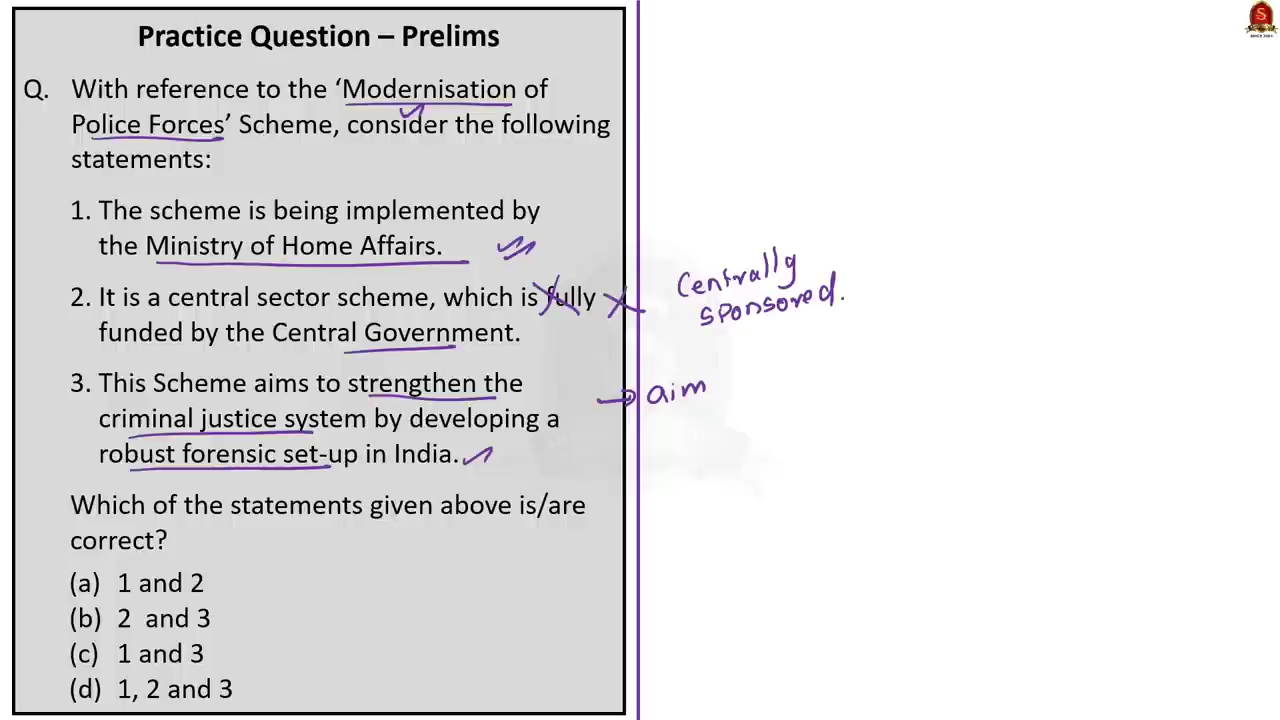 Practice Question – Prelims
Q. With reference to the ‘Modernisation of
Police Forces’ Scheme, consider the following
statements:
1. The scheme is being implemented by
the Ministry of Home Affairs.
2. It is a central sector scheme, which is fully
funded by the Central Government.
3. This Scheme aims to strengthen the
criminal justice system by developing a
robust forensic set-up in India.
Which of the statements given above is/are
correct?
(a) 1 and 2
(b) 2 and 3
(c) 1 and 3
(d) 1, 2 and 3
Centrally
sponsored.
→ aim
S